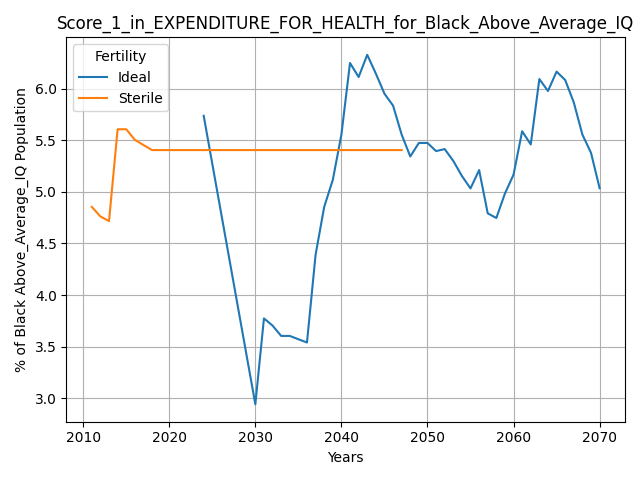 Score_1_in_EXPENDITURE_FOR_HEALTH_for_Black_Above_Average_IQ
Fertility
Ideal
Sterile
% of Black Above_Average_IQ Population
6.0
5.5
5.0
4.5
4.0
3.5
3.0
2010 2020 2030 2040 2050 2060 2070
Years